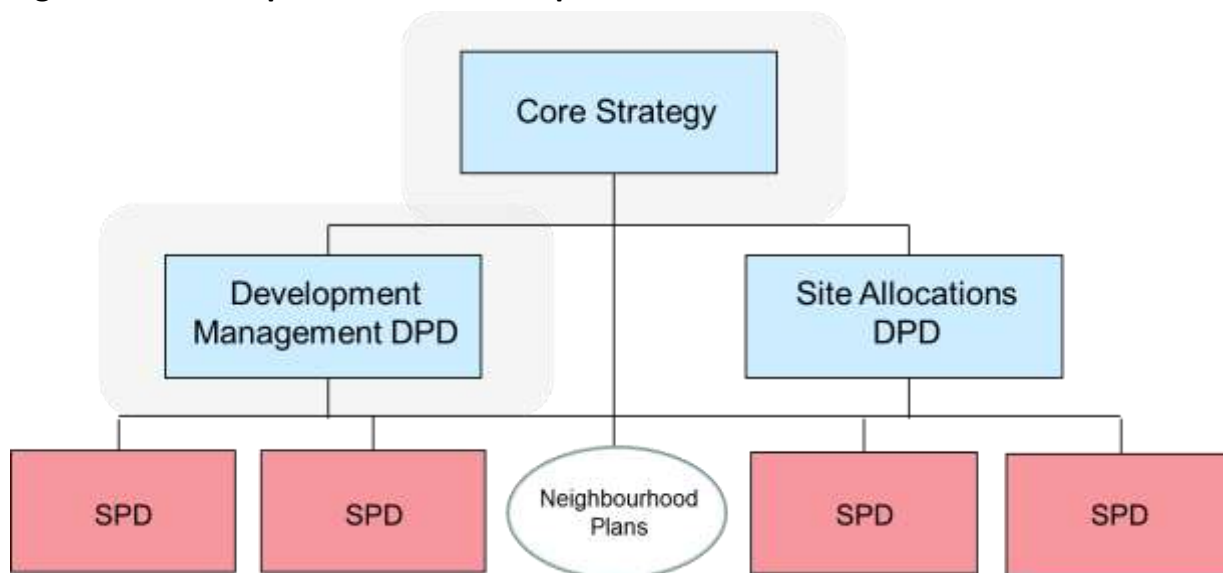 Core Strategy
Development
Management DPD
Site Allocations
DPD
SPD
SPD
Neighbourhood
Plans
SPD
SPD